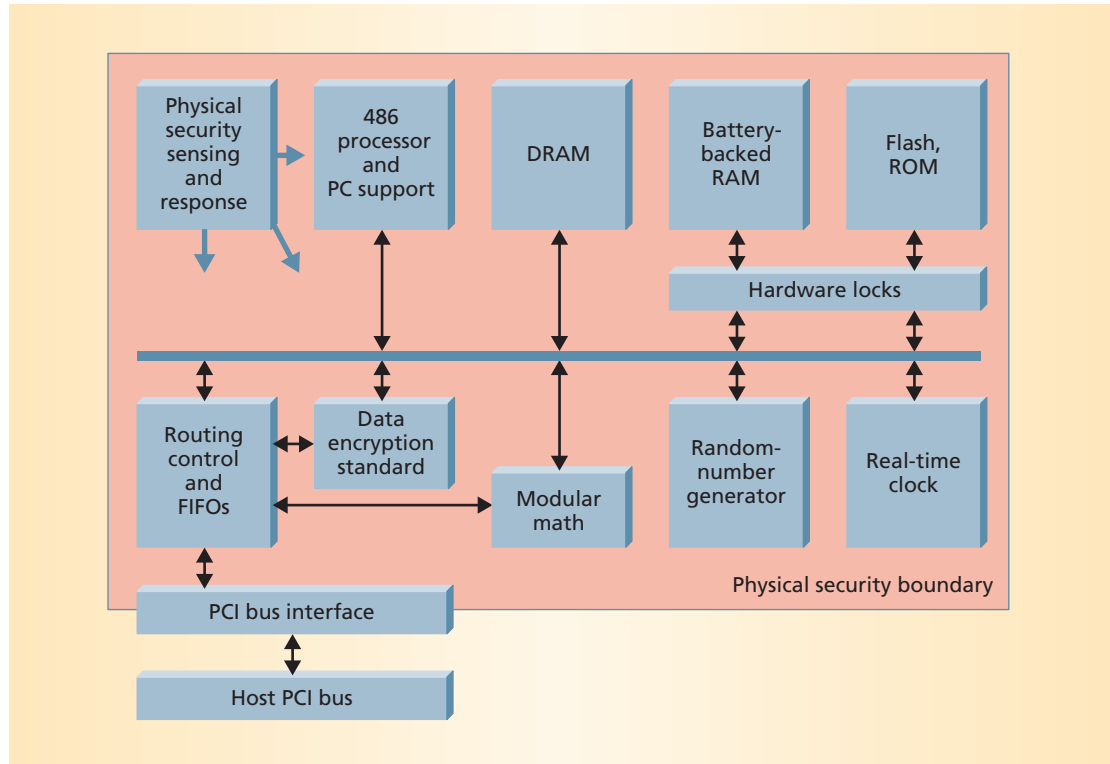 Physical
security
sensing
and
response
486
processor
and
PC support
DRAM
Battery-
backed
RAM
Flash,
ROM
Hardware locks
Routing
control
and
FIFOs
Data
encryption
standard
Modular
math
Random-
number
generator
Real-time
clock
Physical security boundary
PCI bus interface
Host PCI bus